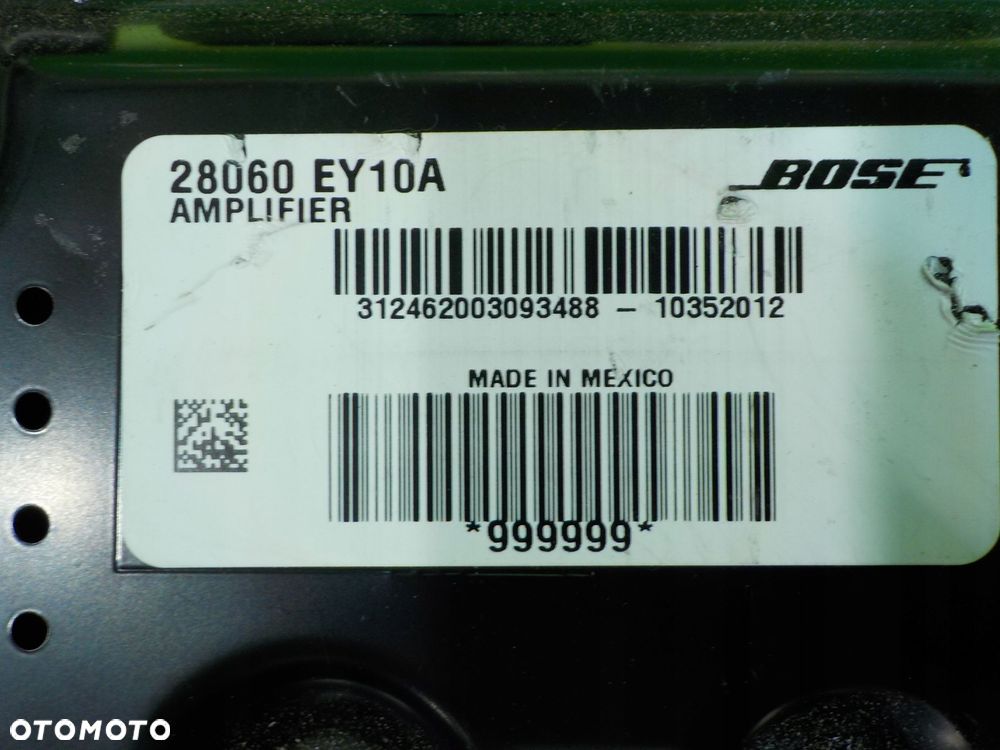 28060 EY10A
BOSE
AMPLIFIER
312462003093488 - 10352012
MADE IN MEXICO
*999999*
OTOMOTO